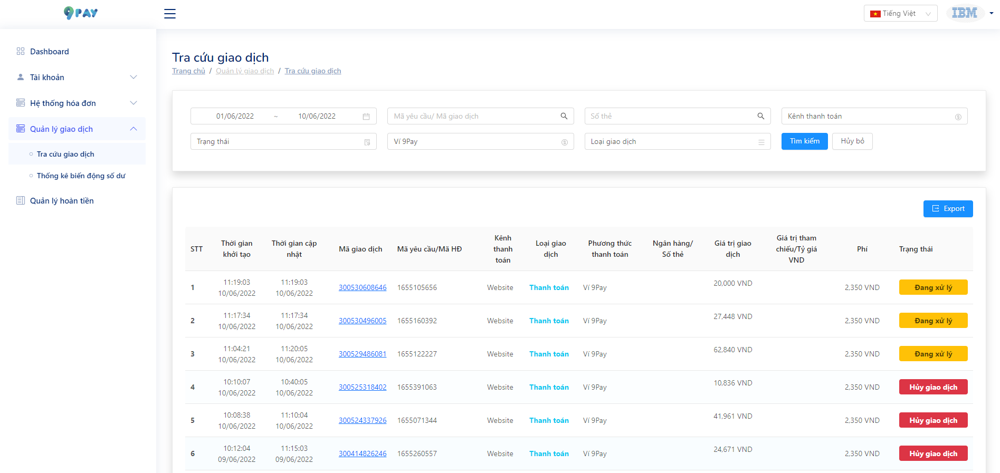 9PAY
Tiếng Việt
IBM
Dashboard
Tài khoản
Hệ thống hóa đơn
Quản lý giao dịch
Tra cứu giao dịch
Thống kê biến động số dư
Quản lý hoàn tiền
Tra cứu giao dịch
Trang chủ / Quản lý giao dịch / Tra cứu giao dịch
01/06/2022 ~ 10/06/2022
Mã yêu cầu/ Mã giao dịch
Số thẻ
Kênh thanh toán
Trạng thái
Ví 9Pay
Loại giao dịch
Tìm kiếm
Hủy bỏ
Export
STT
Thời gian
khởi tạo
Thời gian cập
nhật
Mã giao dịch
Mã yêu cầu/Mã HĐ
Kênh
thanh
toán
Loại giao
dịch
Phương thức
thanh toán
Ngân hàng/
Số thẻ
Giá trị giao
dịch
Giá trị tham
chiếu/Tỷ giá
VND
Phí
Trạng thái
1
11:19:03
10/06/2022
11:19:03
10/06/2022
300530608646
1655105656
Website
Thanh toán
Ví 9Pay
20,000 VND
2,350 VND
Đang xử lý
2
11:17:34
10/06/2022
11:17:34
10/06/2022
300530496005
1655160392
Website
Thanh toán
Ví 9Pay
27,448 VND
2,350 VND
Đang xử lý
3
11:04:21
10/06/2022
11:20:05
10/06/2022
300529486081
1655122227
Website
Thanh toán
Ví 9Pay
62,840 VND
2,350 VND
Đang xử lý
4
10:10:07
10/06/2022
10:40:05
10/06/2022
300525318402
1655391063
Website
Thanh toán
Ví 9Pay
10,836 VND
2,350 VND
Hủy giao dịch
5
10:08:38
10/06/2022
11:10:04
10/06/2022
300524337926
1655071344
Website
Thanh toán
Ví 9Pay
41,961 VND
2,350 VND
Hủy giao dịch
6
10:12:04
09/06/2022
11:15:03
09/06/2022
300414826246
1655260557
Website
Thanh toán
Ví 9Pay
24,671 VND
2,350 VND
Hủy giao dịch